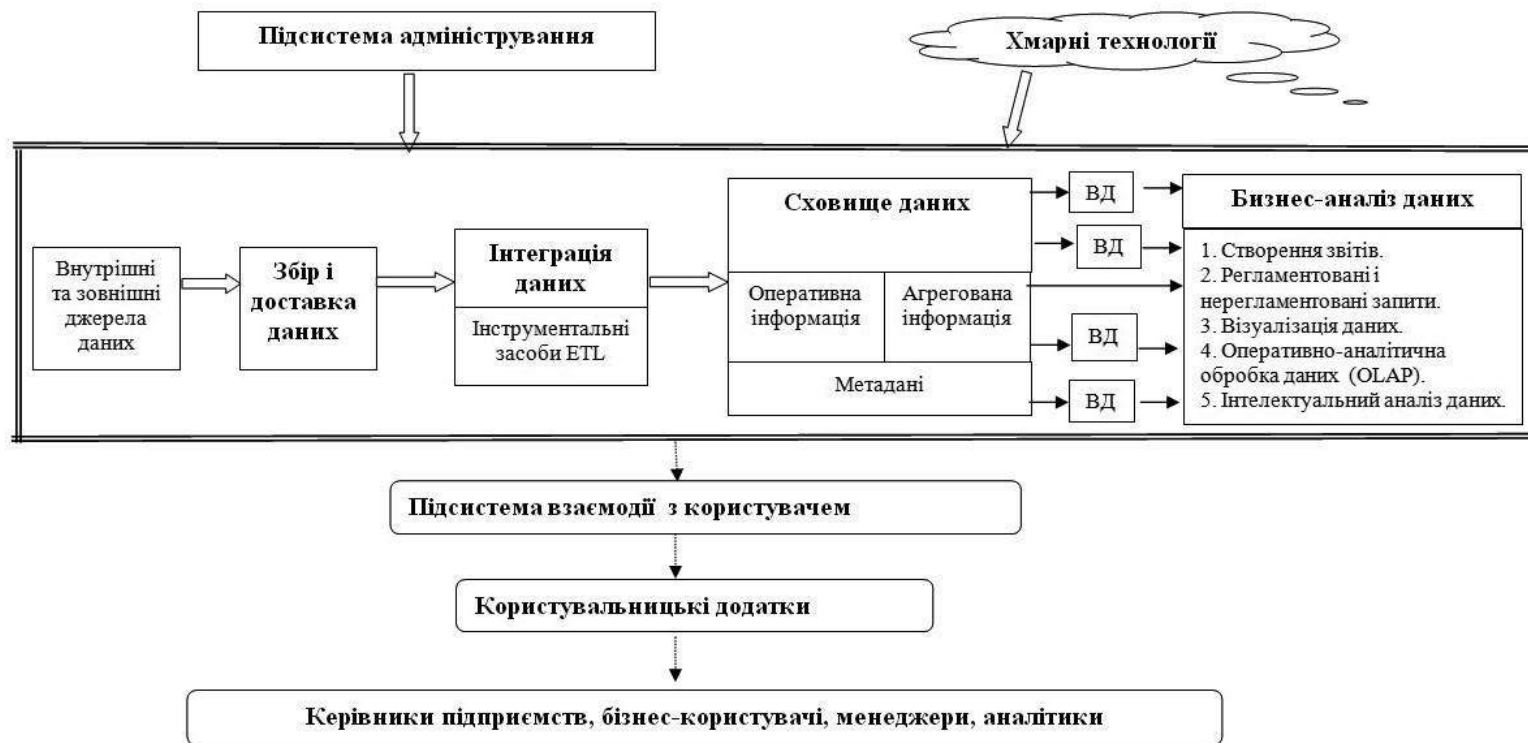 Підсистема адміністрування
Хмарні технології
Внутрішні
та зовнішні
джерела
даних
Збір і
доставка
даних
Інтеграція
даних
Інструментальні
засоби ETL
Сховище даних
Оперативна
інформація
Агрегована
інформація
Метадані
ВД
ВД
ВД
ВД
Бизнес-аналіз даних
1. Створення звітів.
2. Регламентовані і
нерегламентовані запити.
3. Візуалізація даних.
4. Оперативно-аналітична
обробка даних (OLAP).
5. Інтелектуальний аналіз даних.
Підсистема взаємодії з користувачем
Користувальницькі додатки
Керівники підприємств, бізнес-користувачі, менеджери, аналітики